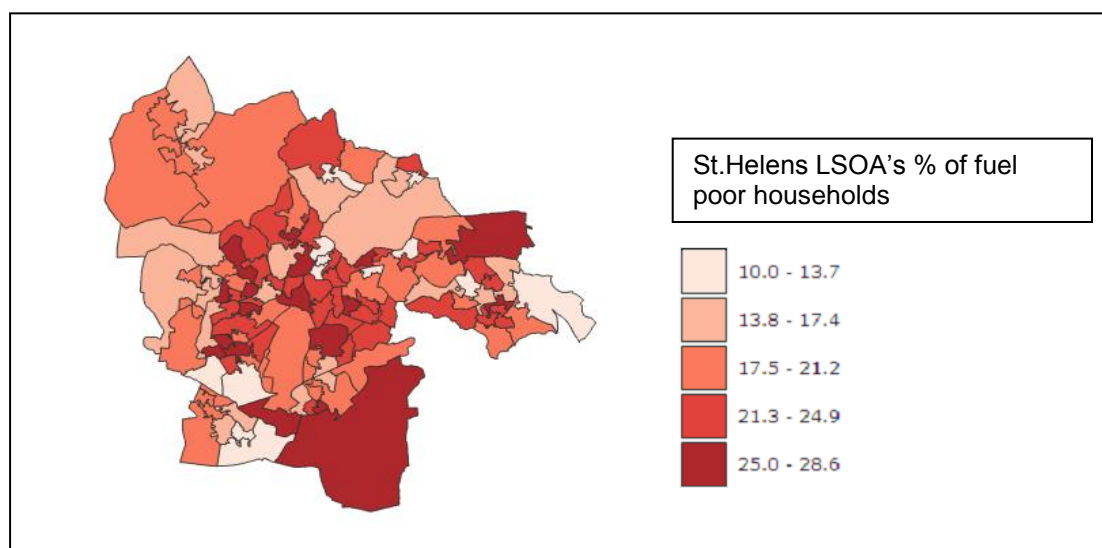 St.Helens LSOA's % of fuel
poor households
10.0 - 13.7
13.8 - 17.4
17.5 - 21.2
21.3 - 24.9
25.0 - 28.6